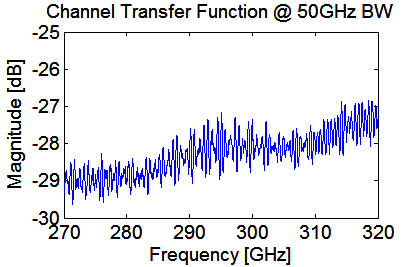 Channel Transfer Function @ 50GHz BW
-25
-26
-27
-28
-29
-30
Magnitude [dB]
270 280 290 300 310 320
Frequency [GHz]